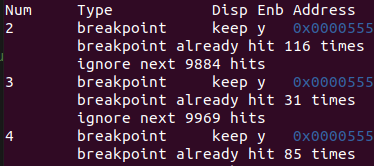 Num Type Disp Enb Address
2 breakpoint keep y 0x0000555
breakpoint already hit 116 times
ignore next 9884 hits
3 breakpoint keep y 0x0000555
breakpoint already hit 31 times
ignore next 9969 hits
4 breakpoint keep y 0x0000555
breakpoint already hit 85 times